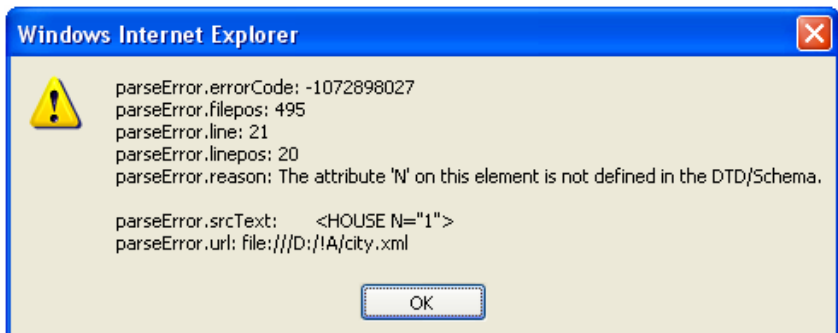 Windows Internet Explorer
parseError.errorCode: -1072898027
parseError.filepos: 495
parseError.line: 21
parseError.linepos: 20
parseError.reason: The attribute 'N' on this element is not defined in the DTD/Schema.
parseError.srcText: <HOUSE N="1">
parseError.url: file:///D:/!A/city.xml
OK